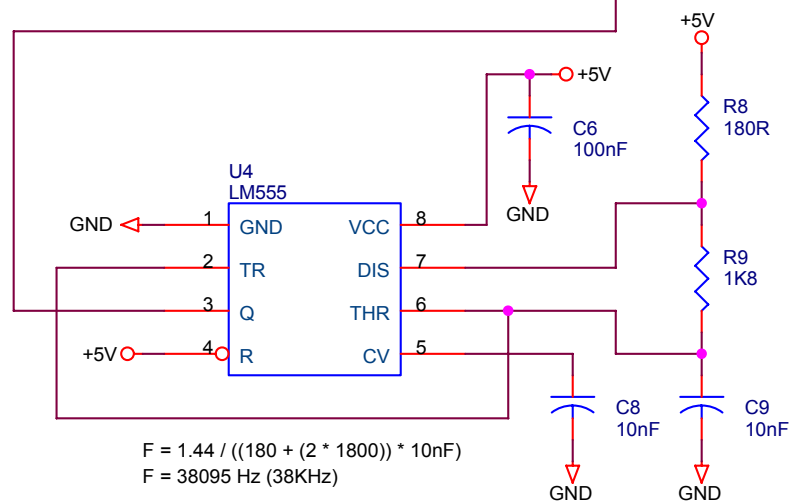 +5V
+5V
R8
180R
C6
100nF
U4
LM555
GND
GND
1
GND
VCC
8
2
TR
DIS
7
R9
1K8
3
Q
THR
6
+5V
4
R
CV
5
C8
10nF
C9
10nF
F = 1.44 / ((180 + (2 * 1800)) * 10nF)
F = 38095 Hz (38KHz)
GND
GND